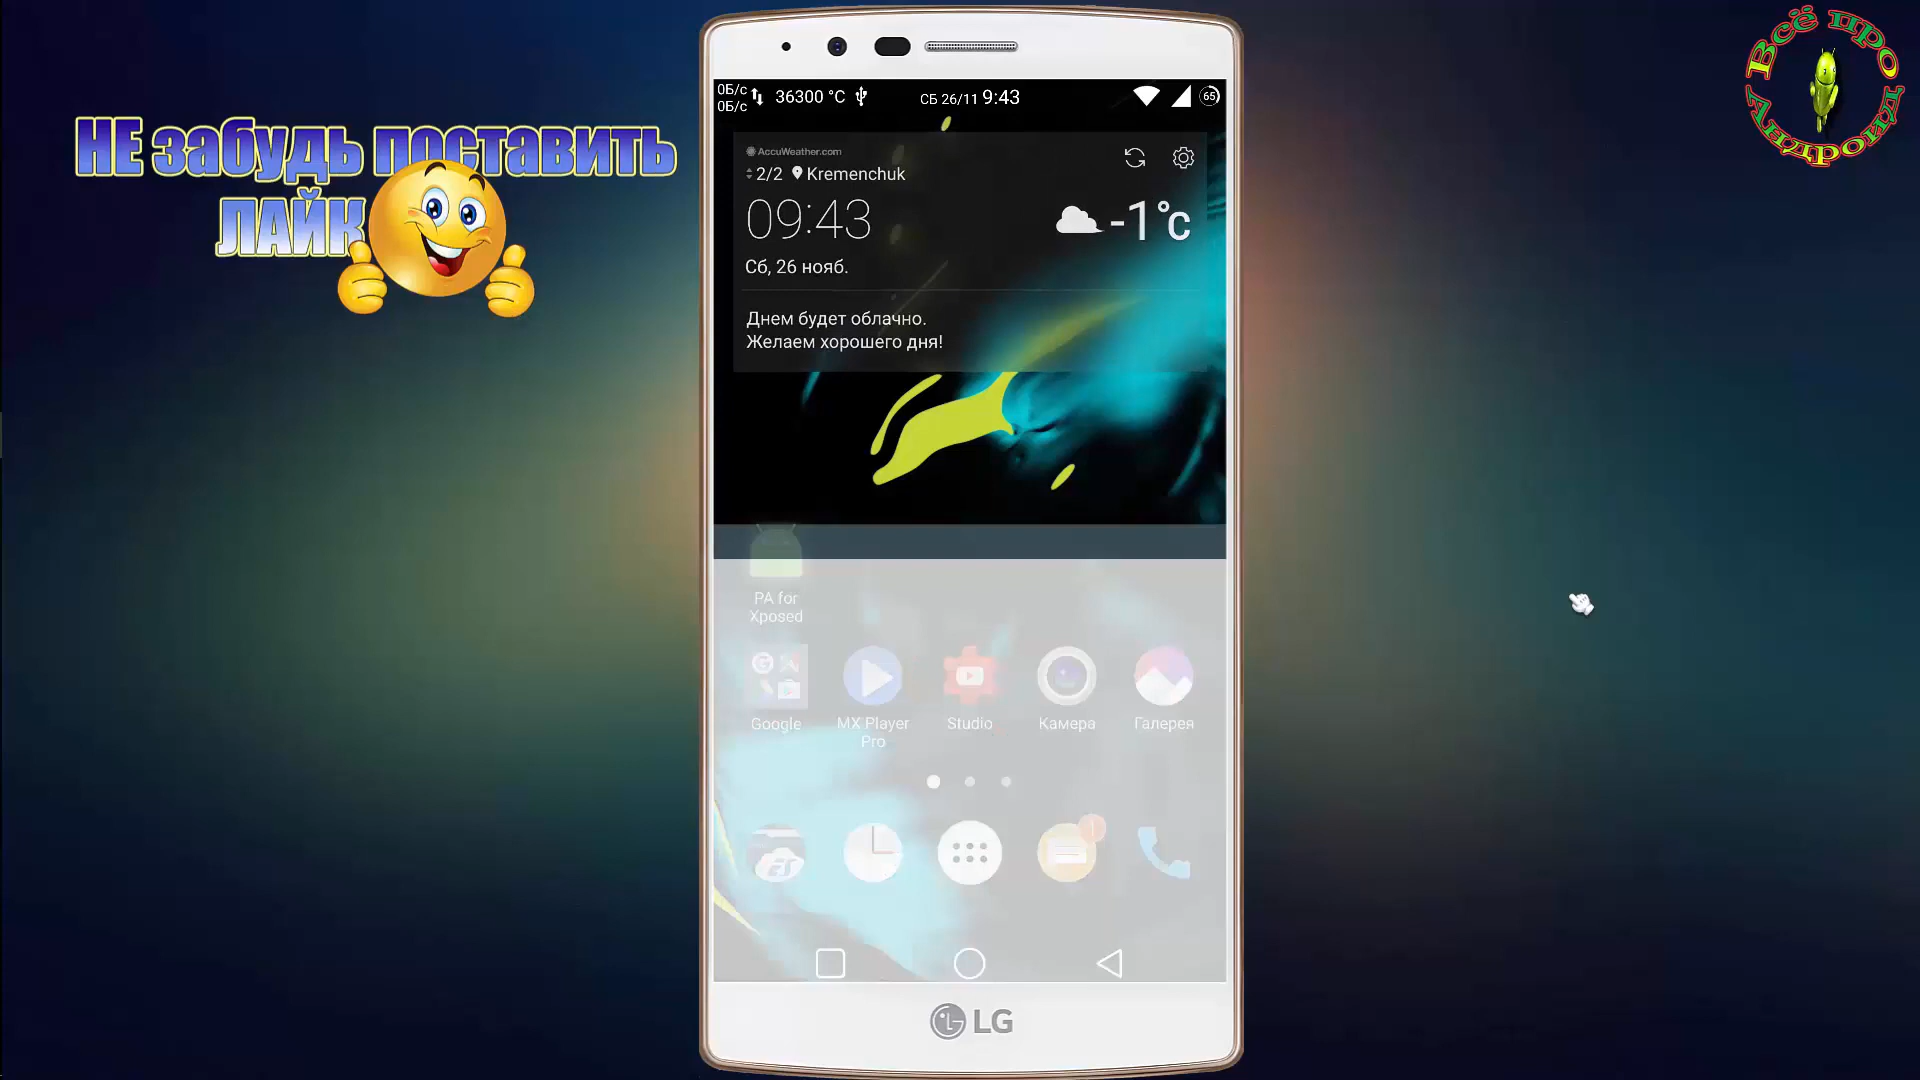 НЕ забудь поставить
ЛАЙК
Всё про
Андроид
0Б/с
0Б/с
36300 °C
СБ 26/11 9:43
65
AccuWeather.com
2/2 Kremenchuk
09:43
-1°c
Сб, 26 нояб.
Днем будет облачно.
Желаем хорошего дня!
PA for
Xposed
Google
MX Player
Pro
Studio
Камера
Галерея
1
LG